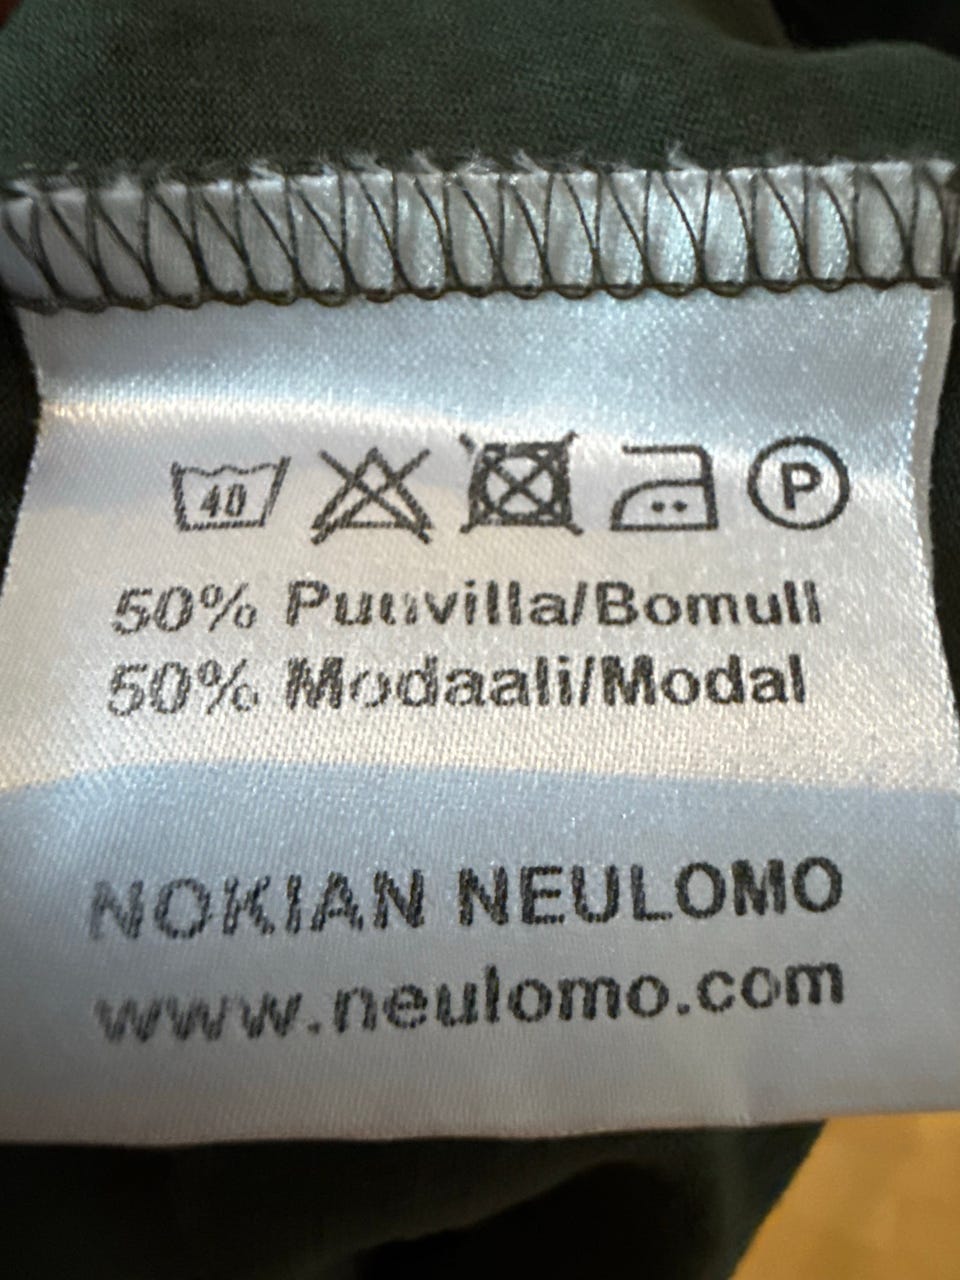 40 P
50% Puuvilla/Bomull
50% Modaali/Modal
NOKIAN NEULOMO
www.neulomo.com